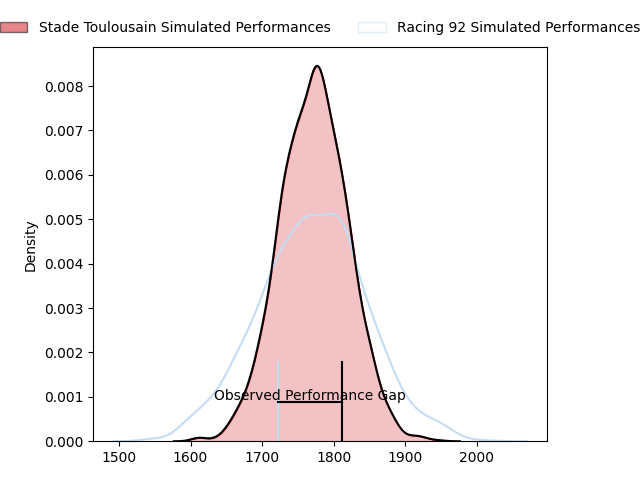 Stade Toulousain Simulated Performances
Racing 92 Simulated Performances
0.008
0.007
0.006
0.005
0.004
0.003
0.002
0.001
0.000
Density
Observed Performance Gap
1500 1600 1700 1800 1900 2000